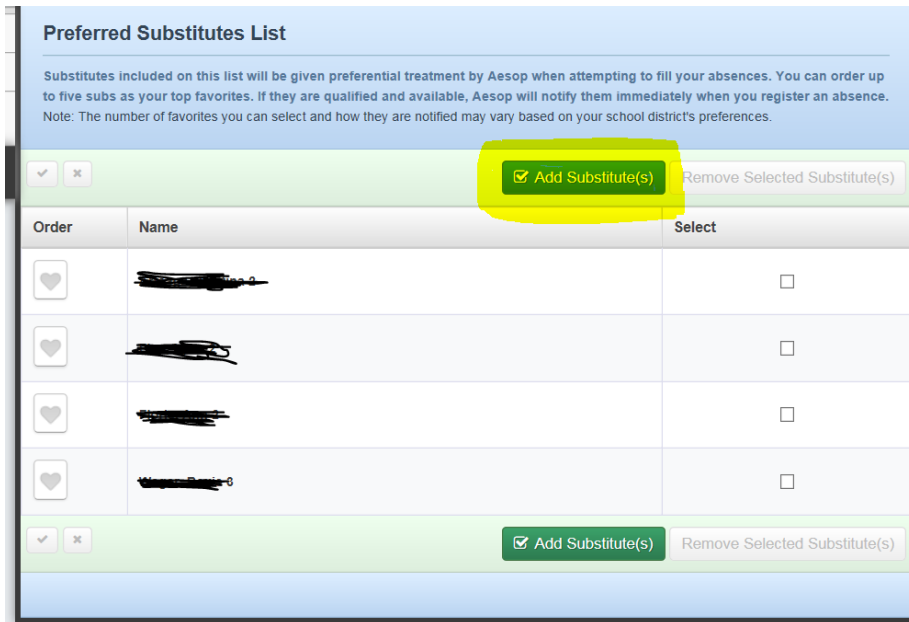 Preferred Substitutes List
Substitutes included on this list will be given preferential treatment by Aesop when attempting to fill your absences. You can order up
to five subs as your top favorites. If they are qualified and available, Aesop will notify them immediately when you register an absence.
Note: The number of favorites you can select and how they are notified may vary based on your school district's preferences.
Add Substitute(s) Remove Selected Substitute(s)
Order Name Select
Add Substitute(s) Remove Selected Substitute(s)